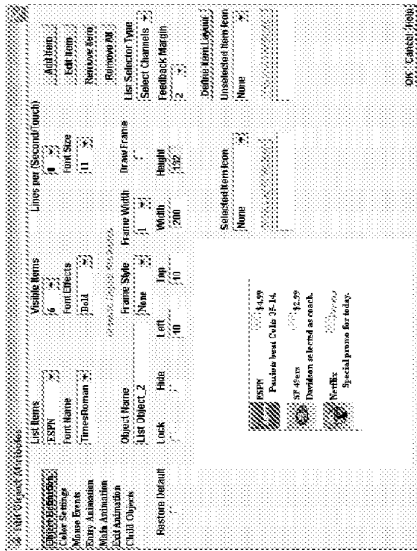 List Object Attributes
Object Definition
Color Settings
Mouse Events
Entry Animation
Main Animation
Exit Animation
Child Objects
List Items
ESPN
Visible Items
6
Lines per (Second/Touch)
Add Item
Edit Item
Remove Item
Remove All
Font Name
TimesRoman
Font Effects
Bold
Font Size
11
Object Name
List Object_2
Frame Style
None
Frame Width
1
Draw Frame
List Selector Type
Select Channels
Restore Default
Lock
Hide
Left
10
Top
10
Width
200
Height
132
Feedback Margin
2
Define Item Layout
Selected Item Icon
None
Unselected Item Icon
None
ESPN $4.99
Panthers beat Colts 35-14.
SF 49ers $2.99
Davidson selected as coach.
Netflix
Special promo for today.
OK Cancel Help